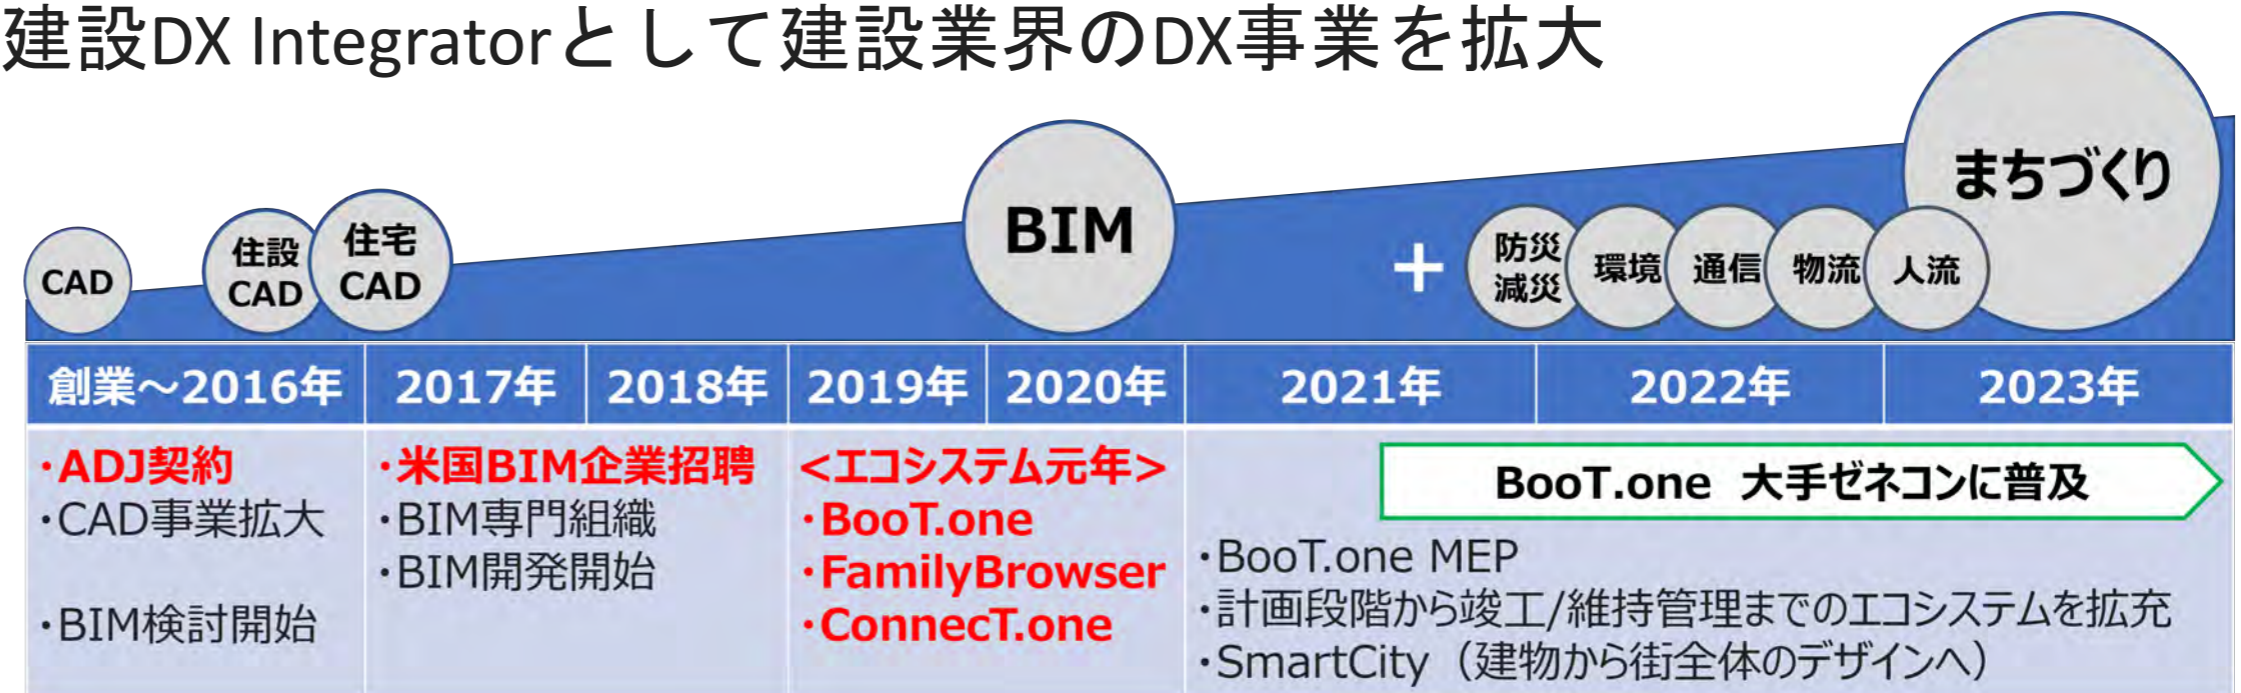 建設DX Integratorとして建設業界のDX事業を拡大
CAD
住設
CAD
住宅
CAD
BIM
+
防災
減災
環境
通信
物流
人流
まちづくり
創業～2016年
2017年
2018年
2019年
2020年
2021年
2022年
2023年
・ADJ契約
・CAD事業拡大
・BIM検討開始
・米国BIM企業招聘
・BIM専門組織
・BIM開発開始
<エコシステム元年>
・BooT.one
・FamilyBrowser
・ConnecT.one
BooT.one 大手ゼネコンに普及
・BooT.one MEP
・計画段階から竣工/維持管理までのエコシステムを拡充
・SmartCity（建物から街全体のデザインへ）